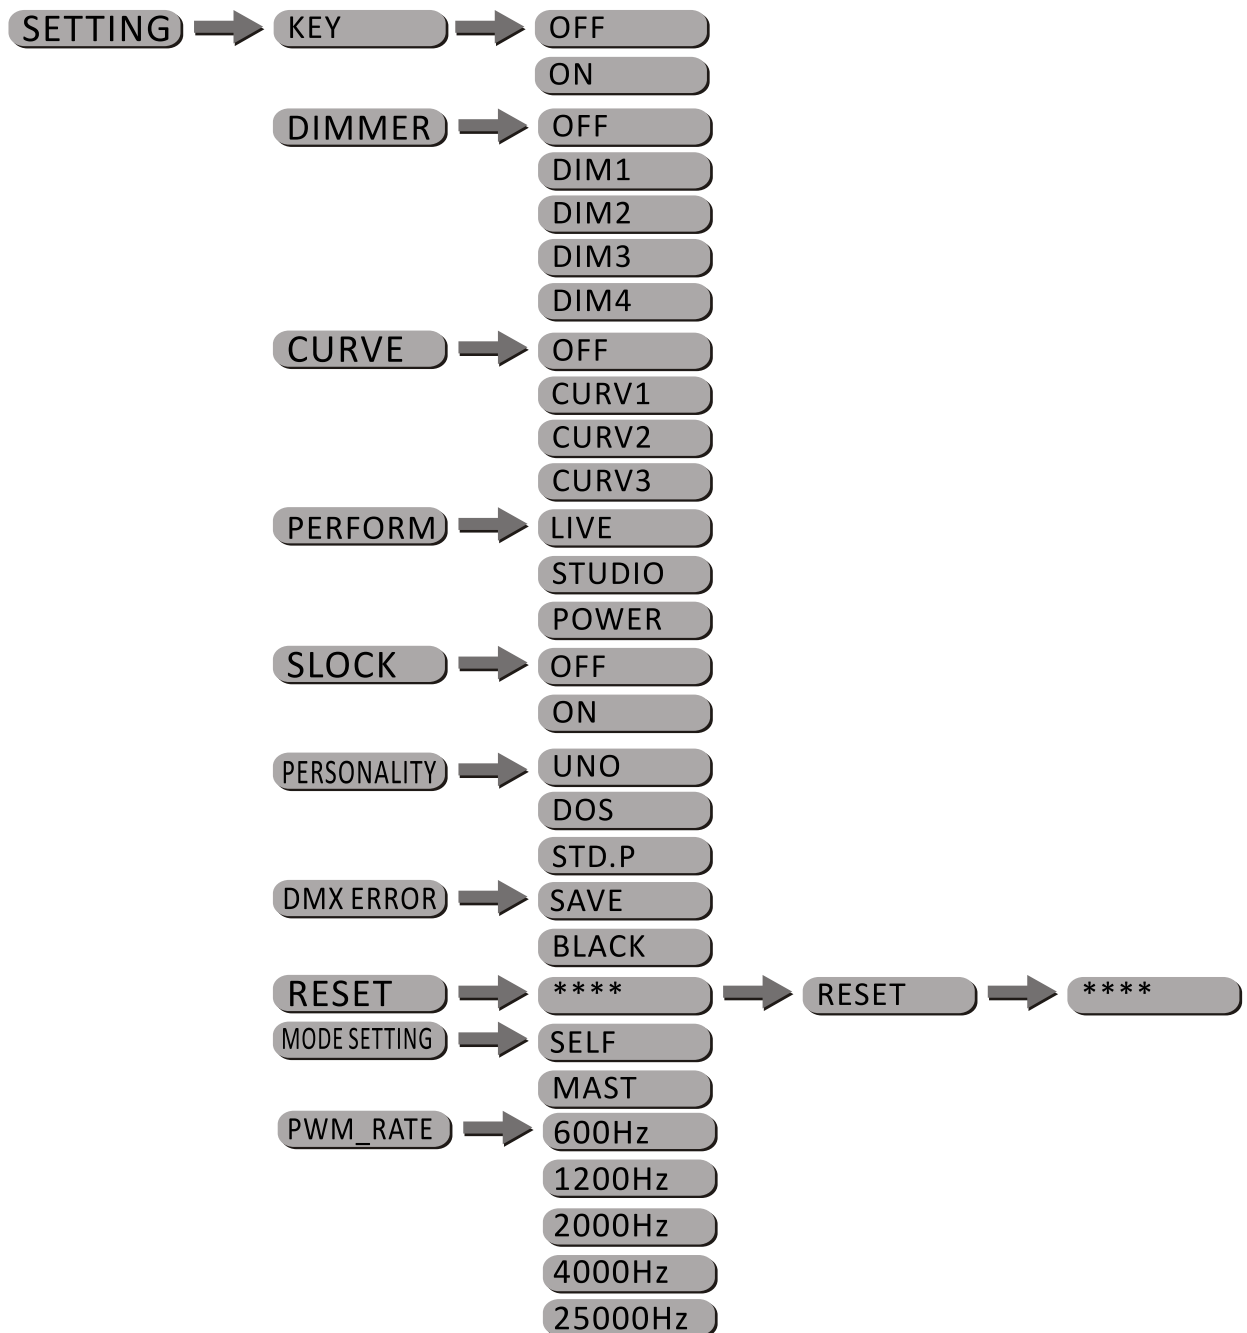 SETTING KEY OFF
ON
DIMMER OFF
DIM1
DIM2
DIM3
DIM4
CURVE OFF
CURV1
CURV2
CURV3
PERFORM LIVE
STUDIO
POWER
SLOCK OFF
ON
PERSONALITY UNO
DOS
STD.P
DMX ERROR SAVE
BLACK
RESET **** RESET ****
MODE SETTING SELF
MAST
PWM_RATE 600Hz
1200Hz
2000Hz
4000Hz
25000Hz